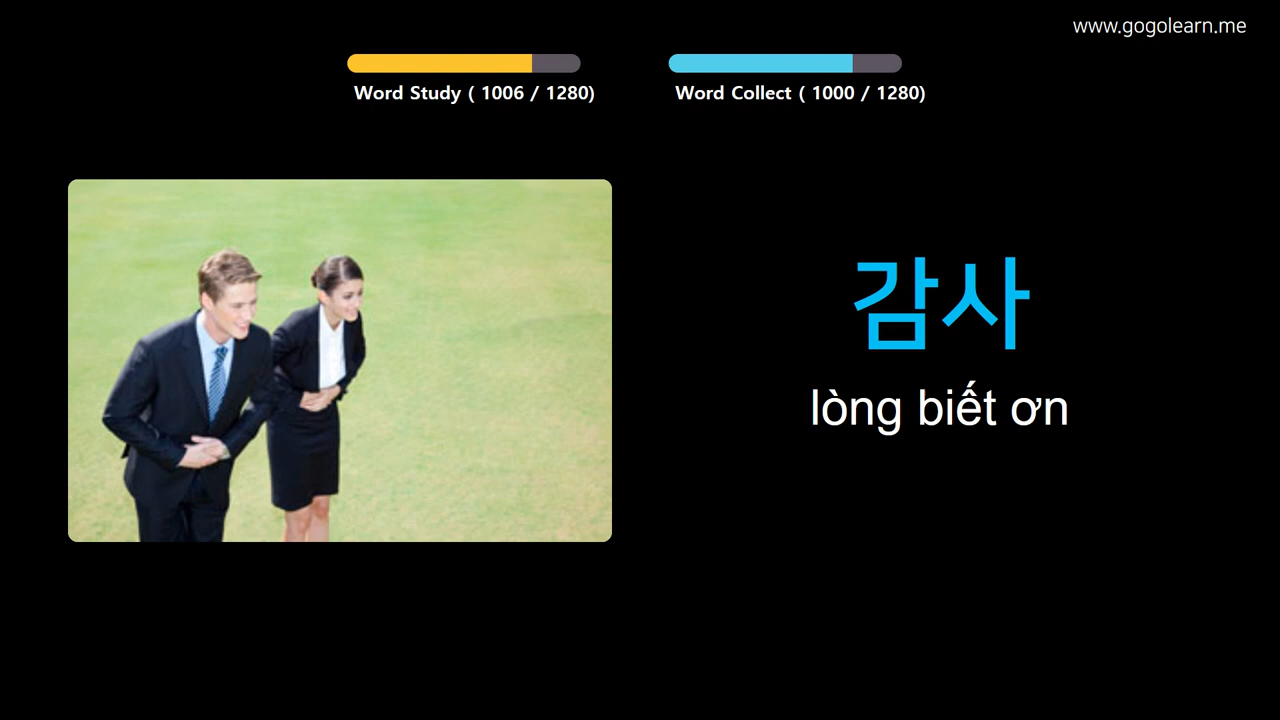 www.gogolearn.me
Word Study ( 1006 / 1280)
Word Collect ( 1000 / 1280)
감사
lòng biết ơn